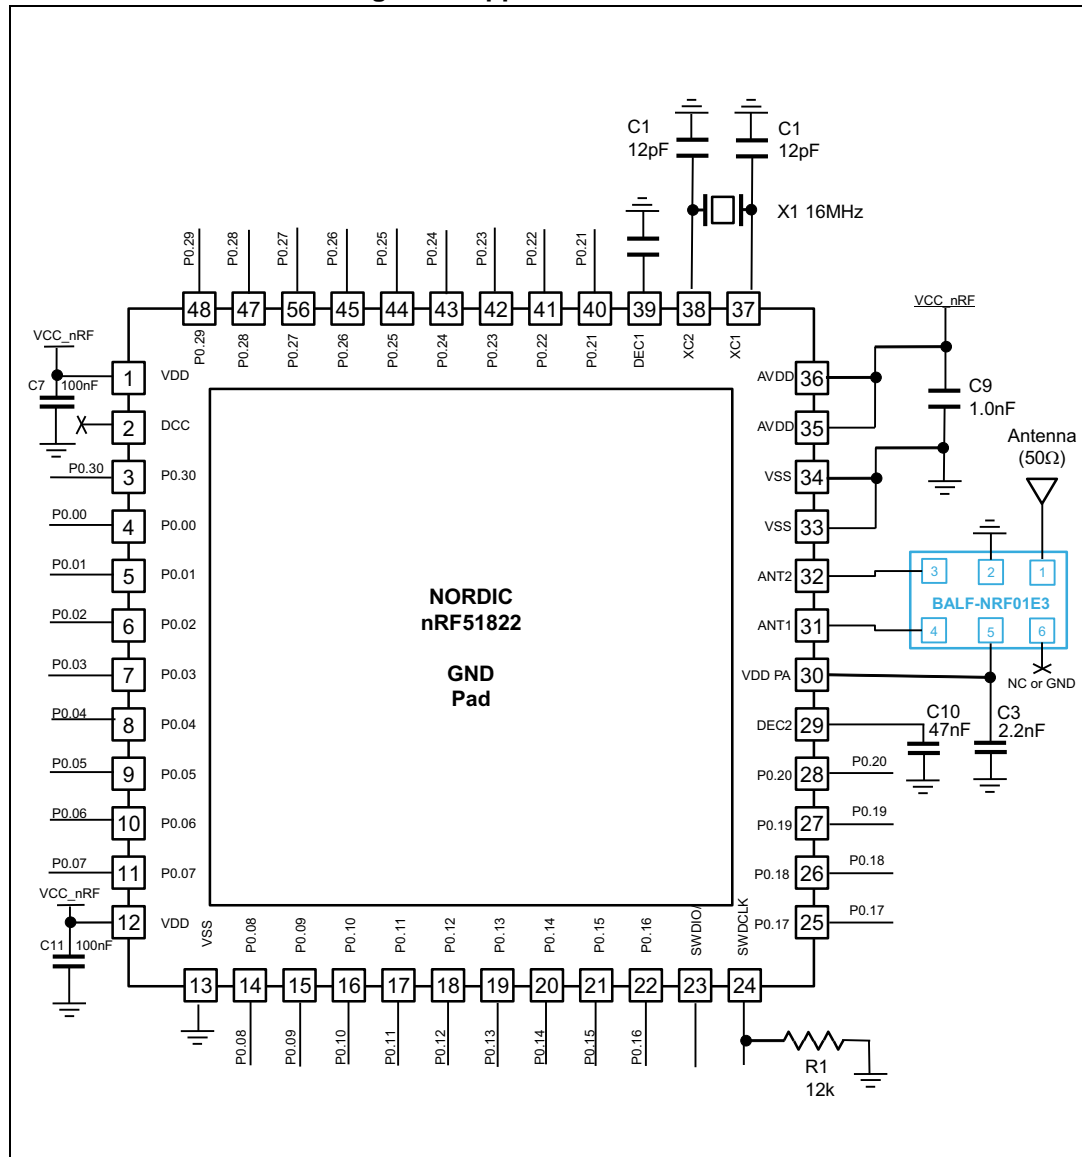 C1
12pF
C1
12pF
X1 16MHz
P0.29
P0.28
P0.27
P0.26
P0.25
P0.24
P0.23
P0.22
P0.21
48
47
56
45
44
43
42
41
40
39
38
37
P0.29
P0.28
P0.27
P0.26
P0.25
P0.24
P0.23
P0.22
P0.21
DEC1
XC2
XC1
VCC_nRF
C7 100nF
1 VDD
2 DCC
P0.30 3 P0.30
P0.00 4 P0.00
P0.01 5 P0.01
P0.02 6 P0.02
P0.03 7 P0.03
P0.04 8 P0.04
P0.05 9 P0.05
P0.06 10 P0.06
P0.07 11 P0.07
VCC_nRF
12 VDD
C11 100nF
NORDIC
nRF51822
GND
Pad
VCC_nRF
AVDD 36
C9
1.0nF
AVDD 35
VSS 34
VSS 33
Antenna
(50Ω)
ANT2 32
ANT1 31
3
2
1
BALF-NRF01E3
4
5
6
NC or GND
VDD PA 30
DEC2 29
C10
47nF
C3
2.2nF
P0.20 28 P0.20
P0.19 27 P0.19
P0.18 26 P0.18
P0.17 25 P0.17
VSS
P0.08
P0.09
P0.10
P0.11
P0.12
P0.13
P0.14
P0.15
P0.16
SWDIO/
SWDCLK
13
14
15
16
17
18
19
20
21
22
23
24
P0.08
P0.09
P0.10
P0.11
P0.12
P0.13
P0.14
P0.15
P0.16
R1
12k